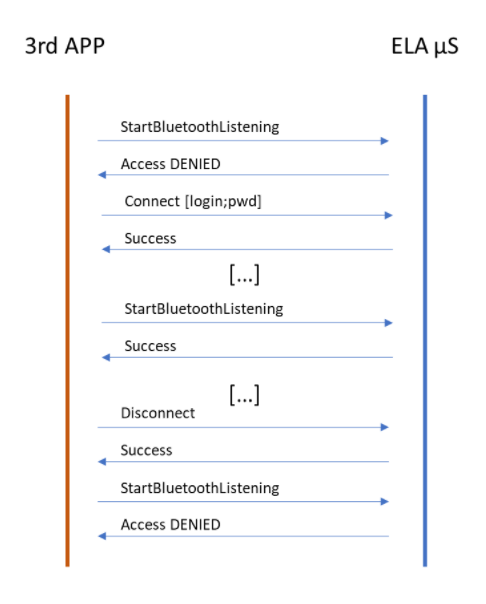 3rd APP
ELA µS
StartBluetoothListening
Access DENIED
Connect [login;pwd]
Success
[...]
StartBluetoothListening
Success
[...]
Disconnect
Success
StartBluetoothListening
Access DENIED